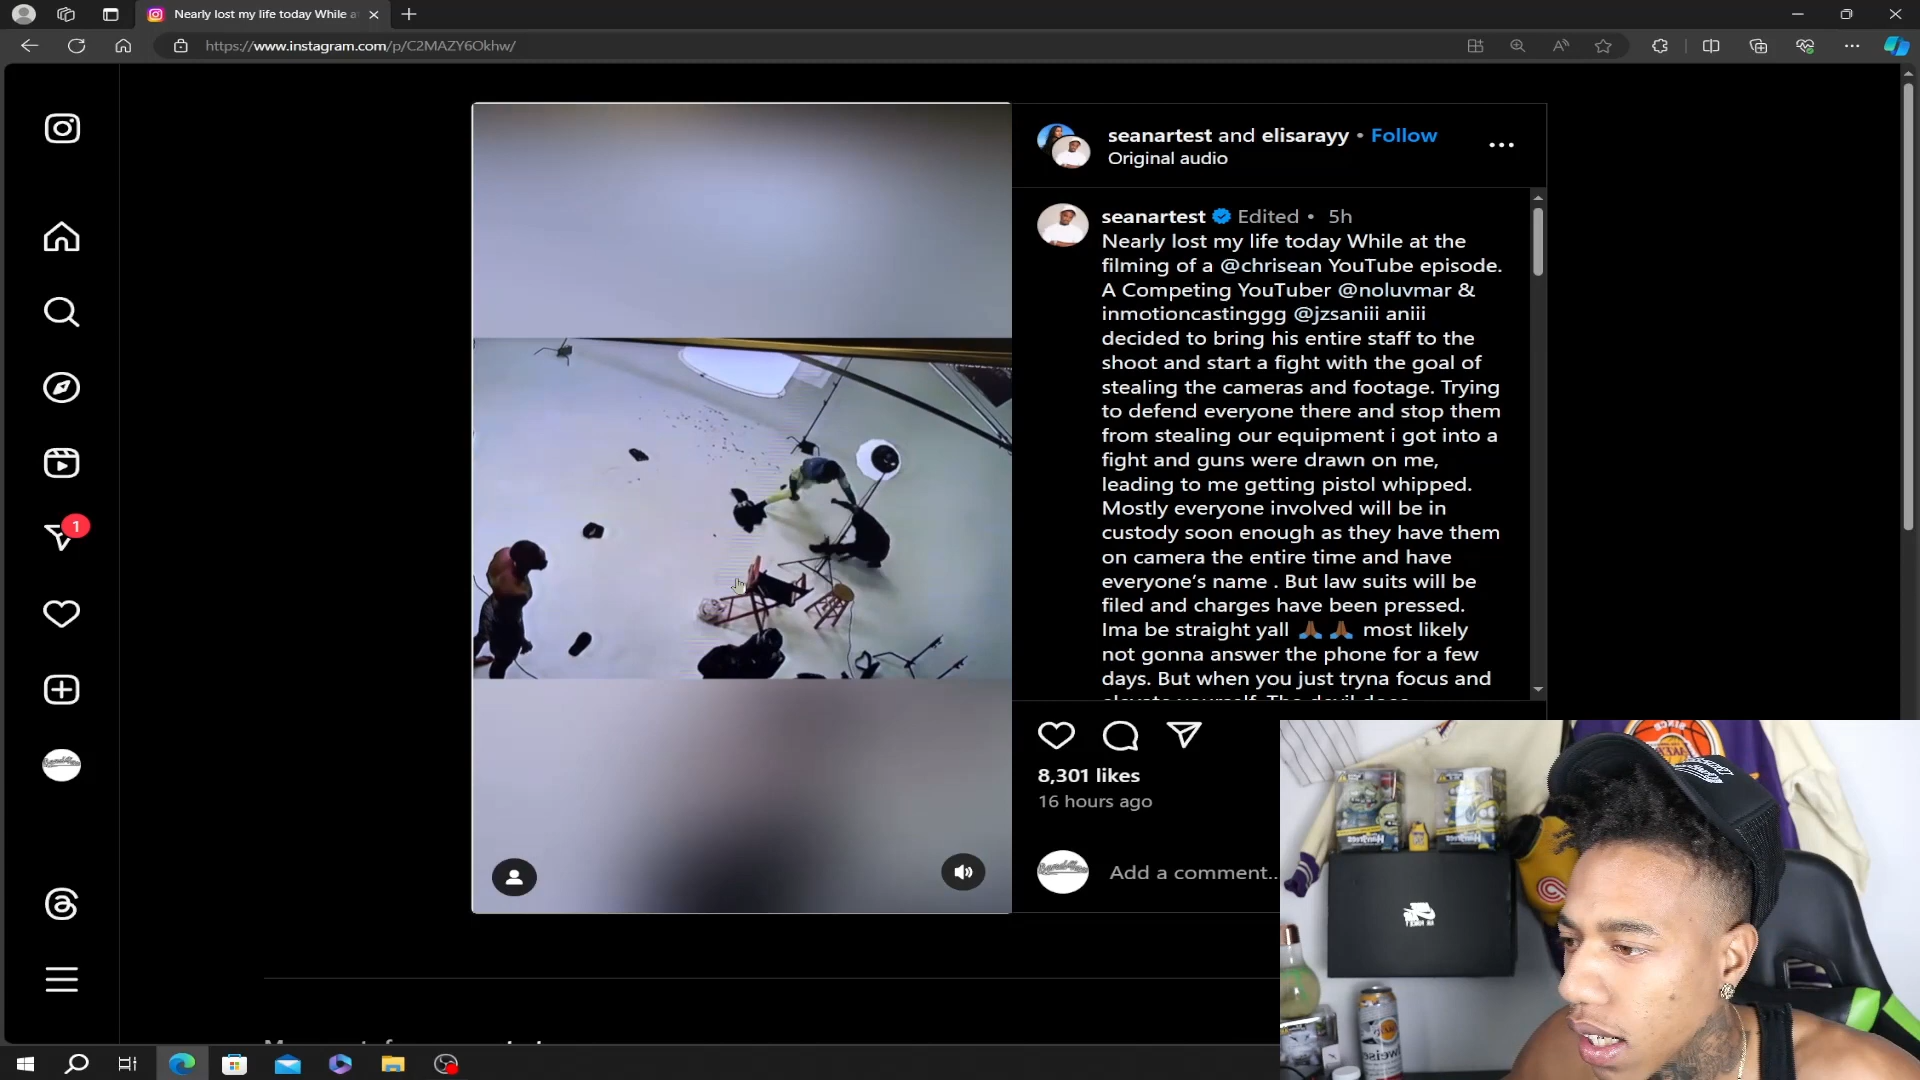 Nearly lost my life today While a
https://www.instagram.com/p/C2MAZY6Okhw/
seanartest and elisarayy • Follow
Original audio
seanartest Edited • 5h
Nearly lost my life today While at the
filming of a @chrisean YouTube episode.
A Competing YouTuber @noluvmar &
inmotioncastinggg @jzsaniii aniii
decided to bring his entire staff to the
shoot and start a fight with the goal of
stealing the cameras and footage. Trying
to defend everyone there and stop them
from stealing our equipment i got into a
fight and guns were drawn on me,
leading to me getting pistol whipped.
Mostly everyone involved will be in
custody soon enough as they have them
on camera the entire time and have
everyone’s name . But law suits will be
filed and charges have been pressed.
Ima be straight yall 🙏🏾 🙏🏾 most likely
not gonna answer the phone for a few
days. But when you just tryna focus and
1
8,301 likes
16 hours ago
Add a comment...